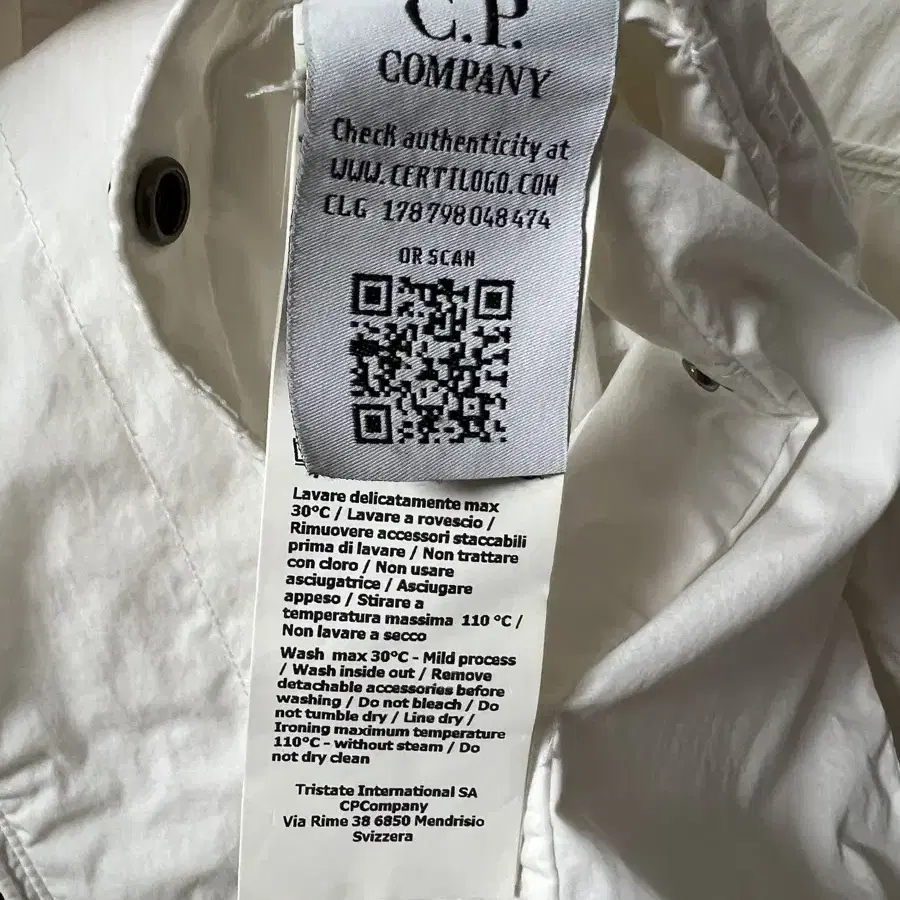 C.P.
COMPANY
Check authenticity at
WWW.CERTILOGO.COM
CLG 178798048474
OR SCAN
Lavare delicatamente max
30°C / Lavare a rovescio /
Rimuovere accessori staccabili
prima di lavare / Non trattare
con cloro / Non usare
asciugatrice / Asciugare
appeso / Stirare a
temperatura massima 110 °C /
Non lavare a secco
Wash max 30°C - Mild process
/ Wash inside out / Remove
detachable accessories before
washing / Do not bleach / Do
not tumble dry / Line dry /
Ironing maximum temperature
110°C - without steam / Do
not dry clean
Tristate International SA
CPCompany
Via Rime 38 6850 Mendrisio
Svizzera